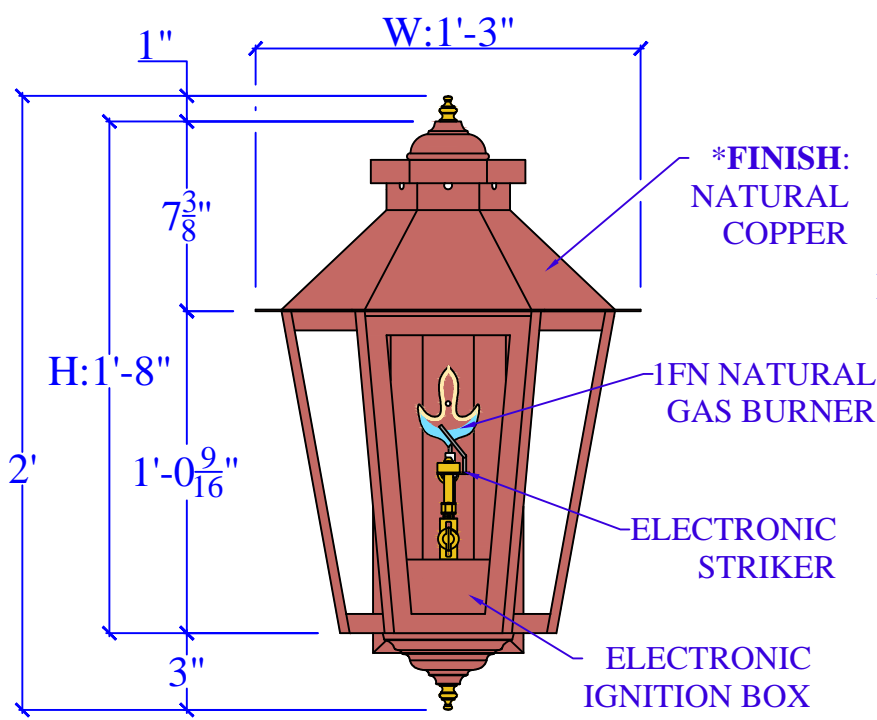 W:1'-3"
1"
*FINISH:
NATURAL
COPPER
7 3/8"
H:1'-8"
1FN NATURAL
GAS BURNER
2'
1'-0 9/16"
ELECTRONIC
STRIKER
3"
ELECTRONIC
IGNITION BOX